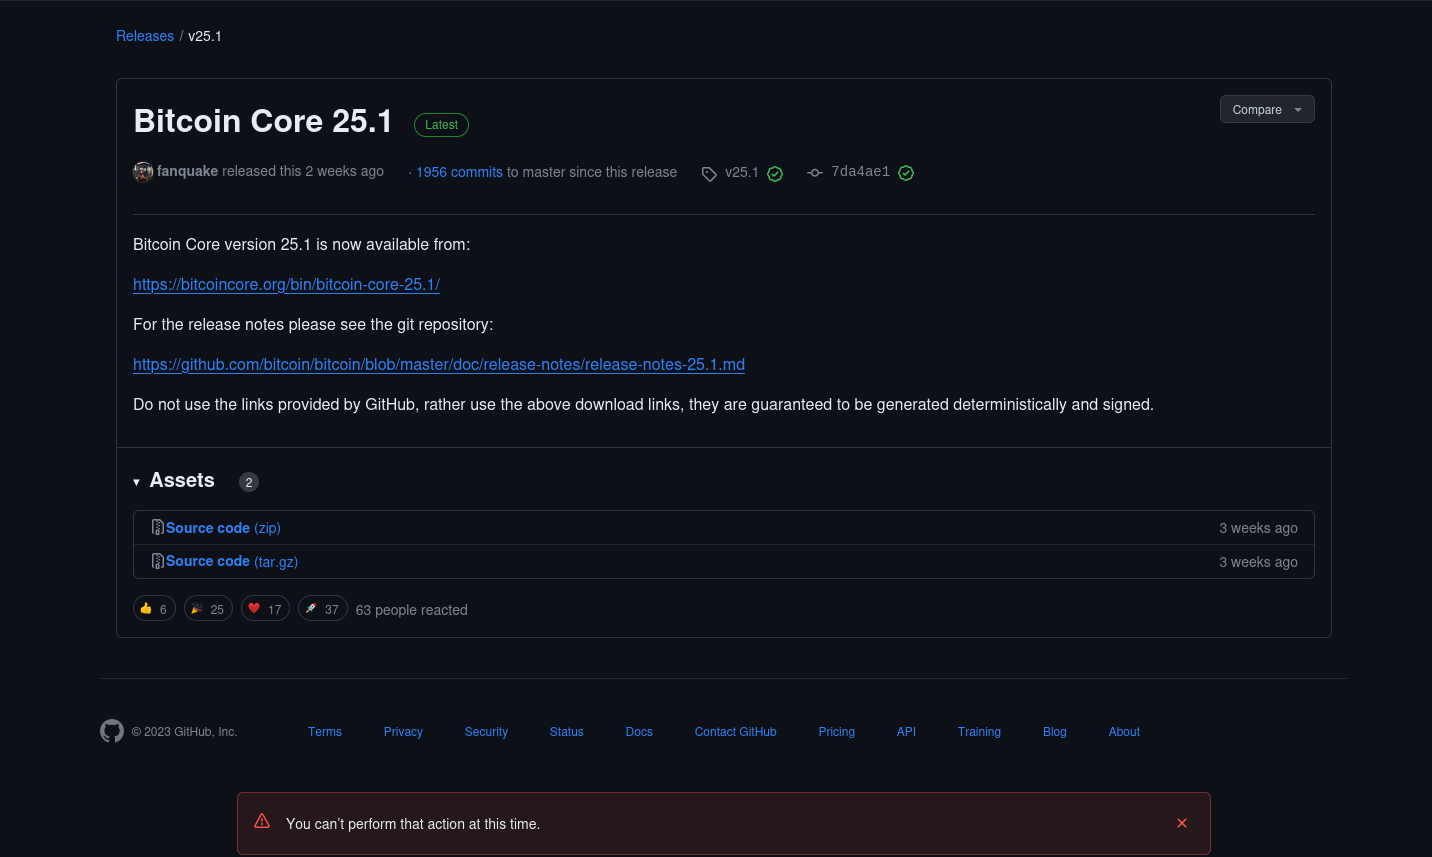 Releases / v25.1
Bitcoin Core 25.1 Latest
Compare
fanquake released this 2 weeks ago · 1956 commits to master since this release v25.1 7da4ae1
Bitcoin Core version 25.1 is now available from:
https://bitcoincore.org/bin/bitcoin-core-25.1/
For the release notes please see the git repository:
https://github.com/bitcoin/bitcoin/blob/master/doc/release-notes/release-notes-25.1.md
Do not use the links provided by GitHub, rather use the above download links, they are guaranteed to be generated deterministically and signed.
Assets 2
Source code (zip) 3 weeks ago
Source code (tar.gz) 3 weeks ago
👍 6 🎉 25 ❤️ 17 🚀 37 63 people reacted
© 2023 GitHub, Inc. Terms Privacy Security Status Docs Contact GitHub Pricing API Training Blog About
You can't perform that action at this time.